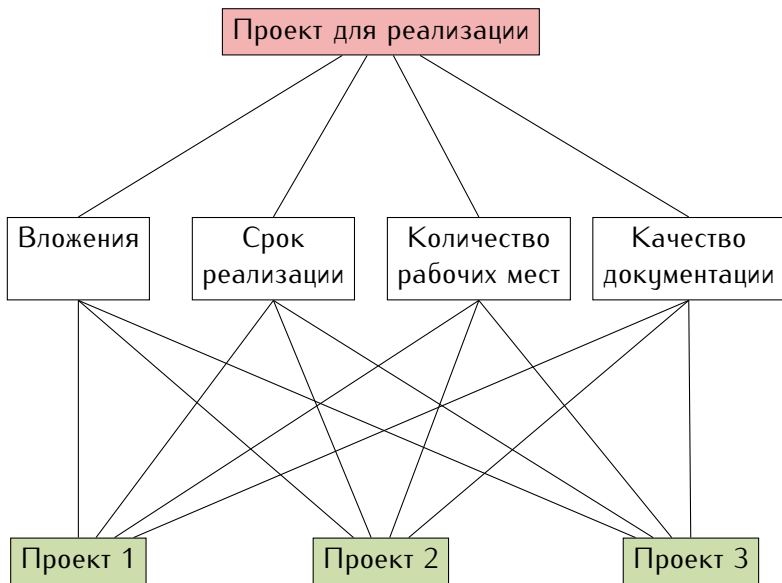 Проект для реализации
Вложения
Срок
реализации
Количество
рабочих мест
Качество
документации
Проект 1
Проект 2
Проект 3